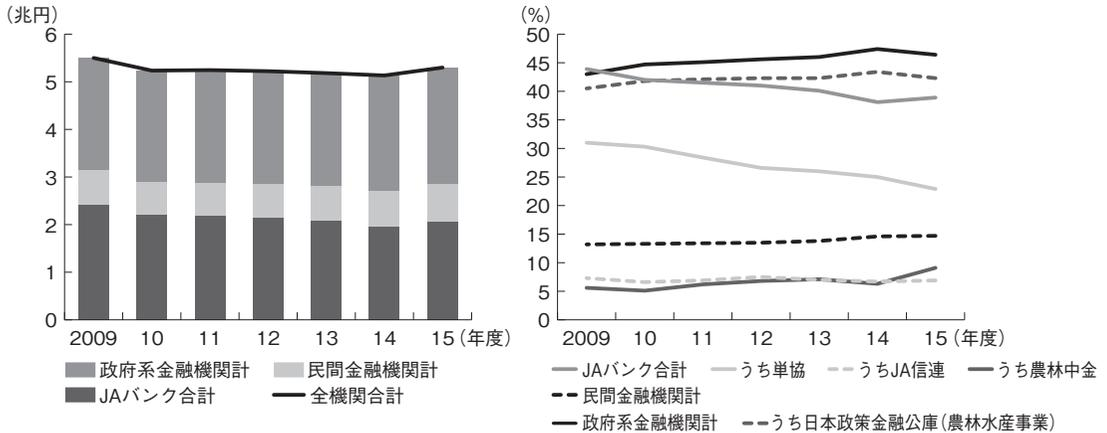 (兆円)
6
5
4
3
2
1
0
2009 10 11 12 13 14 15(年度)
政府系金融機関計 民間金融機関計
JAバンク合計 全機関合計
(%)
50
45
40
35
30
25
20
15
10
5
0
2009 10 11 12 13 14 15(年度)
JAバンク合計 うち単協 うちJA信連 うち農林中金
民間金融機関計
政府系金融機関計 うち日本政策金融公庫(農林水産事業)